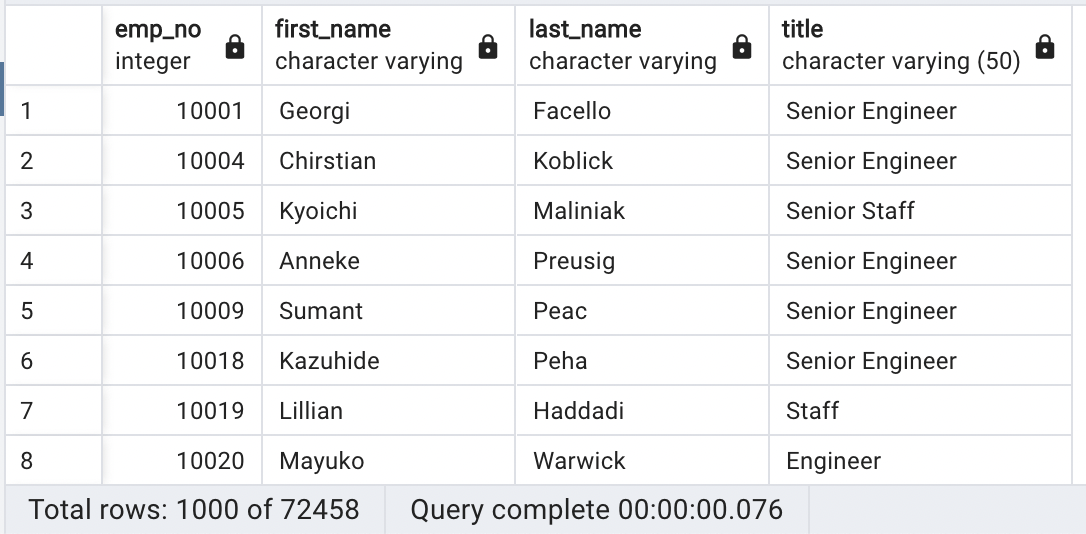 emp_no first_name last_name title
integer character varying character varying character varying (50)
1 10001 Georgi Facello Senior Engineer
2 10004 Chirstian Koblick Senior Engineer
3 10005 Kyoichi Maliniak Senior Staff
4 10006 Anneke Preusig Senior Engineer
5 10009 Sumant Peac Senior Engineer
6 10018 Kazuhide Peha Senior Engineer
7 10019 Lillian Haddadi Staff
8 10020 Mayuko Warwick Engineer
Total rows: 1000 of 72458 Query complete 00:00:00.076